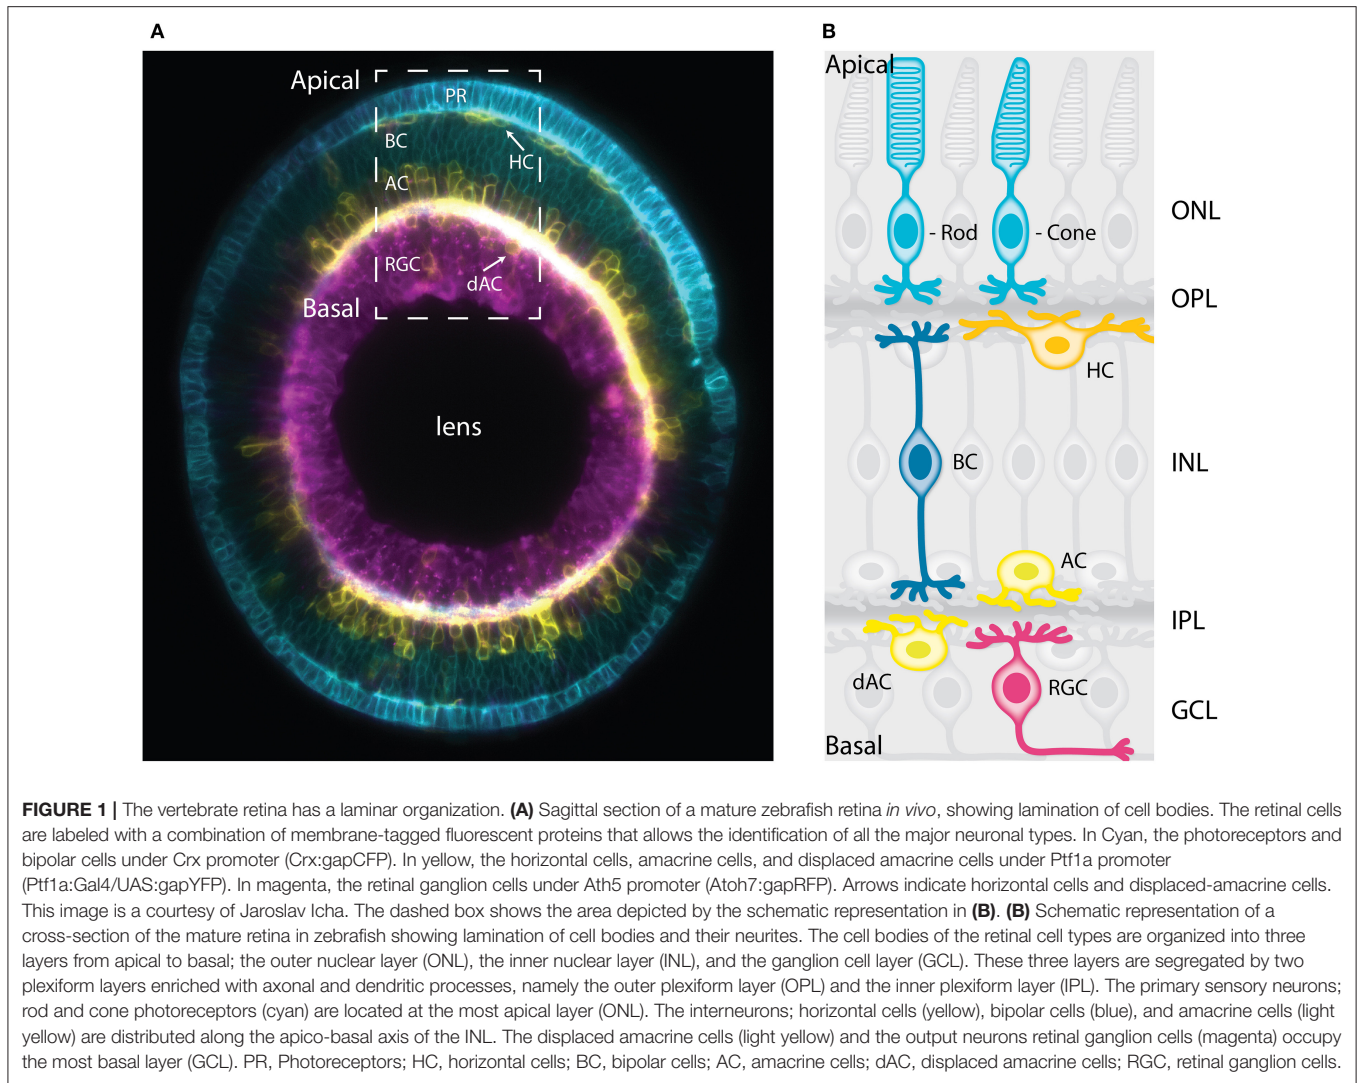 A
Apical
PR
BC
HC
AC
RGC
dAC
Basal
lens
B
Apical
- Rod
- Cone
ONL
OPL
HC
BC
INL
AC
IPL
dAC
RGC
GCL
Basal
FIGURE 1 | The vertebrate retina has a laminar organization. (A) Sagittal section of a mature zebrafish retina in vivo, showing lamination of cell bodies. The retinal cells
are labeled with a combination of membrane-tagged fluorescent proteins that allows the identification of all the major neuronal types. In Cyan, the photoreceptors and
bipolar cells under Crx promoter (Crx:gapCFP). In yellow, the horizontal cells, amacrine cells, and displaced amacrine cells under Ptf1a promoter
(Ptf1a:Gal4/UAS:gapYFP). In magenta, the retinal ganglion cells under Ath5 promoter (Atoh7:gapRFP). Arrows indicate horizontal cells and displaced-amacrine cells.
This image is a courtesy of Jaroslav Icha. The dashed box shows the area depicted by the schematic representation in (B). (B) Schematic representation of a
cross-section of the mature retina in zebrafish showing lamination of cell bodies and their neurites. The cell bodies of the retinal cell types are organized into three
layers from apical to basal; the outer nuclear layer (ONL), the inner nuclear layer (INL), and the ganglion cell layer (GCL). These three layers are segregated by two
plexiform layers enriched with axonal and dendritic processes, namely the outer plexiform layer (OPL) and the inner plexiform layer (IPL). The primary sensory neurons;
rod and cone photoreceptors (cyan) are located at the most apical layer (ONL). The interneurons; horizontal cells (yellow), bipolar cells (blue), and amacrine cells (light
yellow) are distributed along the apico-basal axis of the INL. The displaced amacrine cells (light yellow) and the output neurons retinal ganglion cells (magenta) occupy
the most basal layer (GCL). PR, Photoreceptors; HC, horizontal cells; BC, bipolar cells; AC, amacrine cells; dAC, displaced amacrine cells; RGC, retinal ganglion cells.